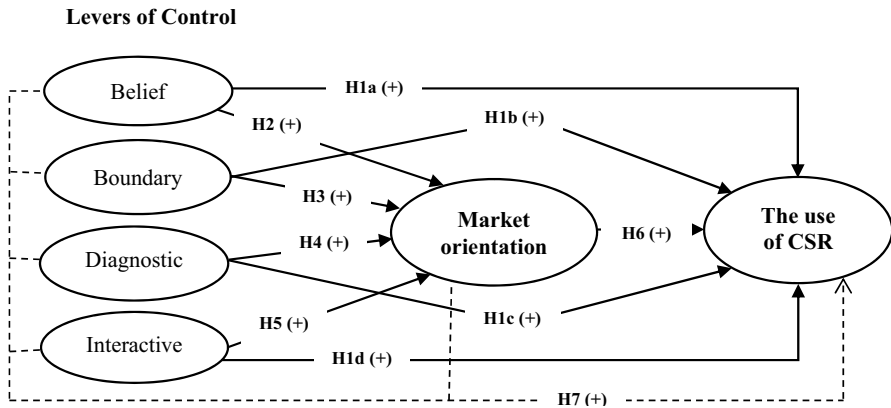 Levers of Control
Belief
H1a (+)
H2 (+)
H1b (+)
Boundary
H3 (+)
Market
orientation
The use
of CSR
H6 (+)
H4 (+)
Diagnostic
H5 (+)
H1c (+)
Interactive
H1d (+)
H7 (+)